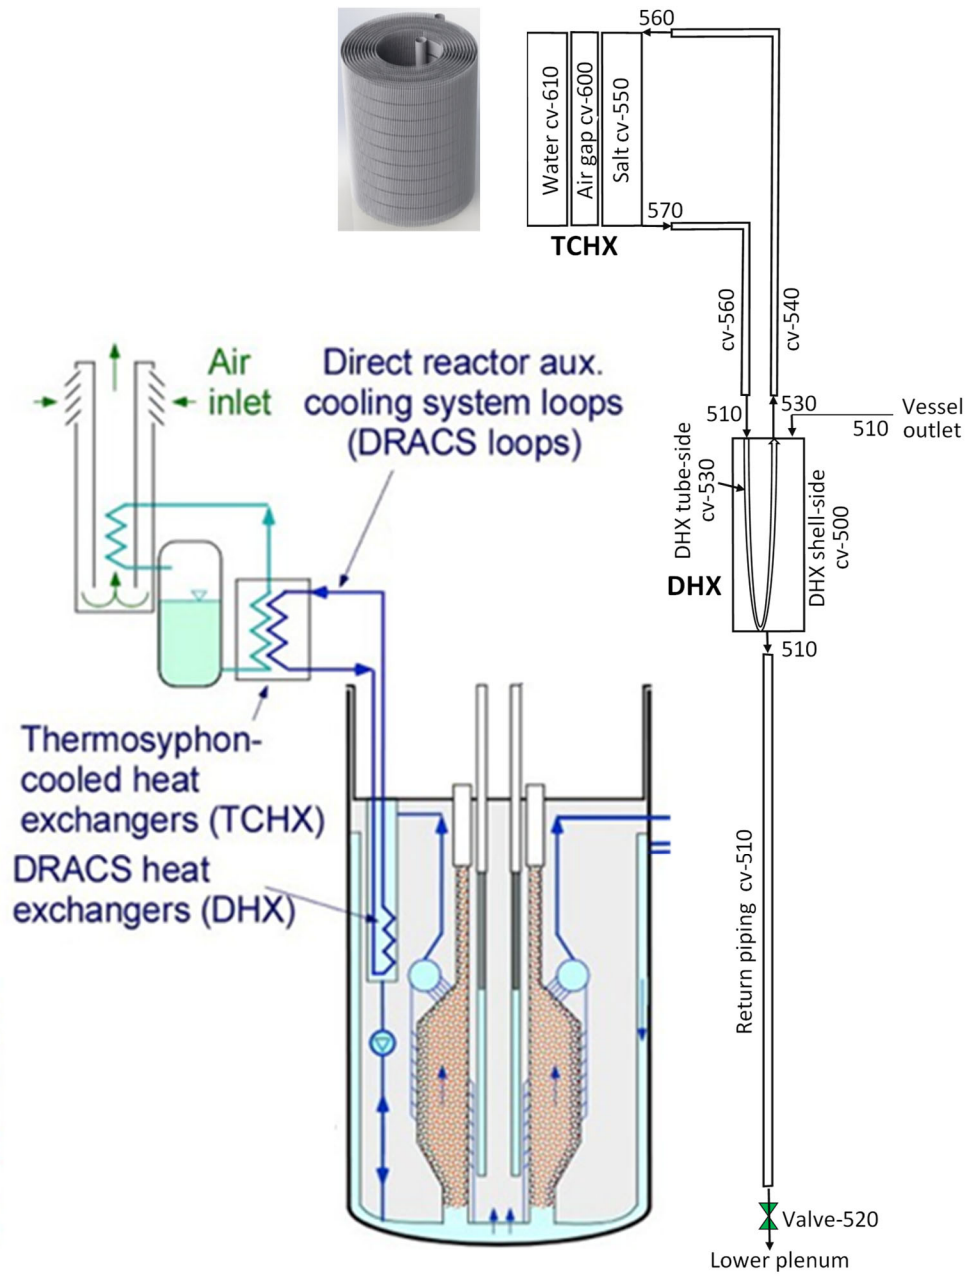 560
Water cv-610
Air gap cv-600
Salt cv-550
570
TCHX
cv-560
cv-540
510
530
Vessel
outlet
510
DHX tube-side
cv-530
DHX
DHX shell-side
cv-500
510
Return piping cv-510
Valve-520
Lower plenum
Air
inlet
Direct reactor aux.
cooling system loops
(DRACS loops)
Thermosyphon-
cooled heat
exchangers (TCHX)
DRACS heat
exchangers (DHX)